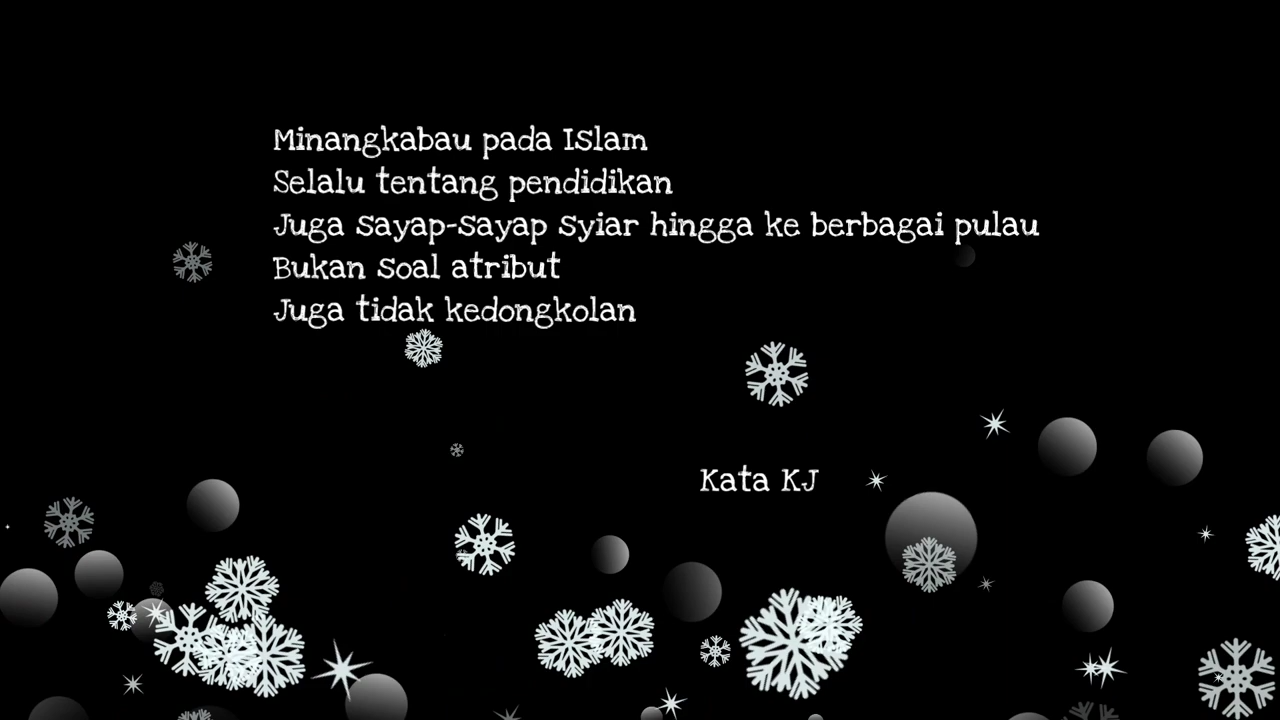 Minangkabau pada Islam
Selalu tentang pendidikan
Juga sayap-sayap syiar hingga ke berbagai pulau
Bukan soal atribut
Juga tidak kedongkolan
Kata KJ